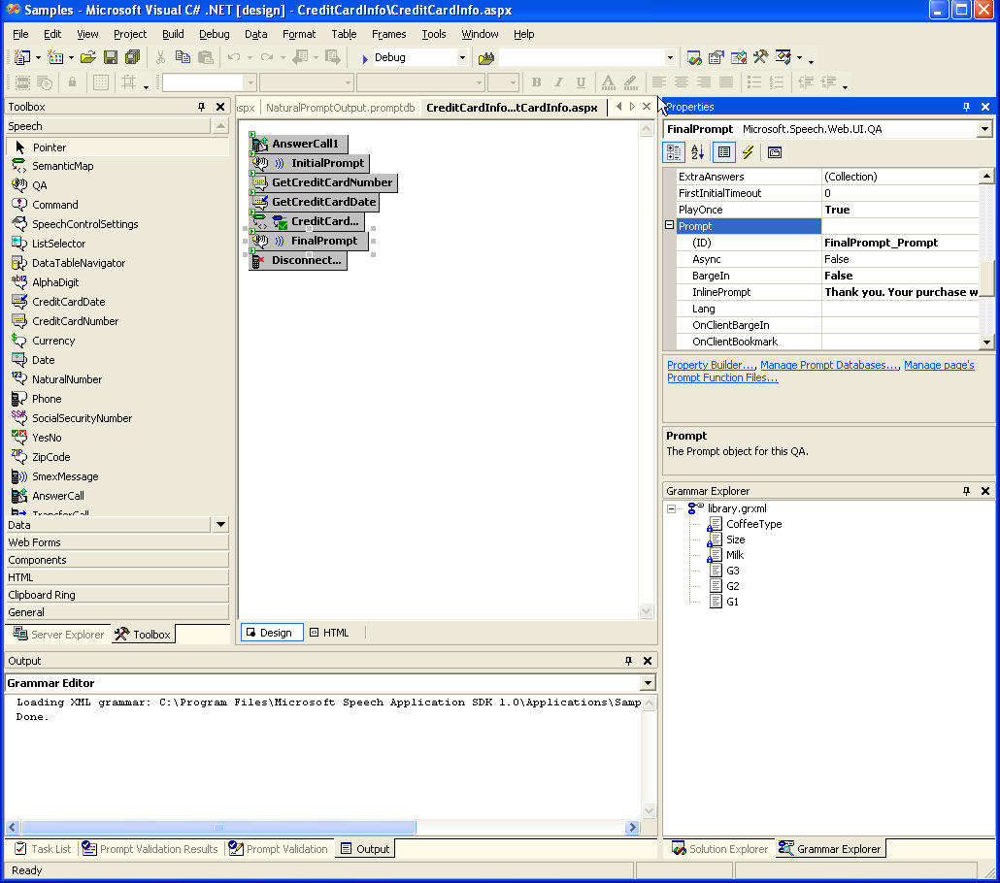 Samples - Microsoft Visual C# .NET [design] - CreditCardInfo\CreditCardInfo.aspx
File Edit View Project Build Debug Data Format Table Frames Tools Window Help
Debug
Toolbox
Speech
Pointer
SemanticMap
QA
Command
SpeechControlSettings
ListSelector
DataTableNavigator
AlphaDigit
CreditCardDate
CreditCardNumber
Currency
Date
NaturalNumber
Phone
SocialSecurityNumber
YesNo
ZipCode
SmexMessage
AnswerCall
TransferCall
Data
Web Forms
Components
HTML
Clipboard Ring
General
Server Explorer Toolbox
aspx NaturalPromptOutput.promptdb CreditCardInfo...tCardInfo.aspx
AnswerCall1
InitialPrompt
GetCreditCardNumber
GetCreditCardDate
CreditCard...
FinalPrompt
Disconnect...
Design HTML
Properties
FinalPrompt Microsoft.Speech.Web.UI.QA
ExtraAnswers (Collection)
FirstInitialTimeout 0
PlayOnce True
Prompt
(ID) FinalPrompt_Prompt
Async False
BargeIn False
InlinePrompt Thank you. Your purchase w
Lang
OnClientBargeIn
OnClientBookmark
Property Builder..., Manage Prompt Databases..., Manage page's
Prompt Function Files...
Prompt
The Prompt object for this QA.
Grammar Explorer
library.grxml
CoffeeType
Size
Milk
G3
G2
G1
Output
Grammar Editor
Loading XML grammar: C:\Program Files\Microsoft Speech Application SDK 1.0\Applications\Samp
Done.
Task List Prompt Validation Results Prompt Validation Output
Solution Explorer Grammar Explorer
Ready